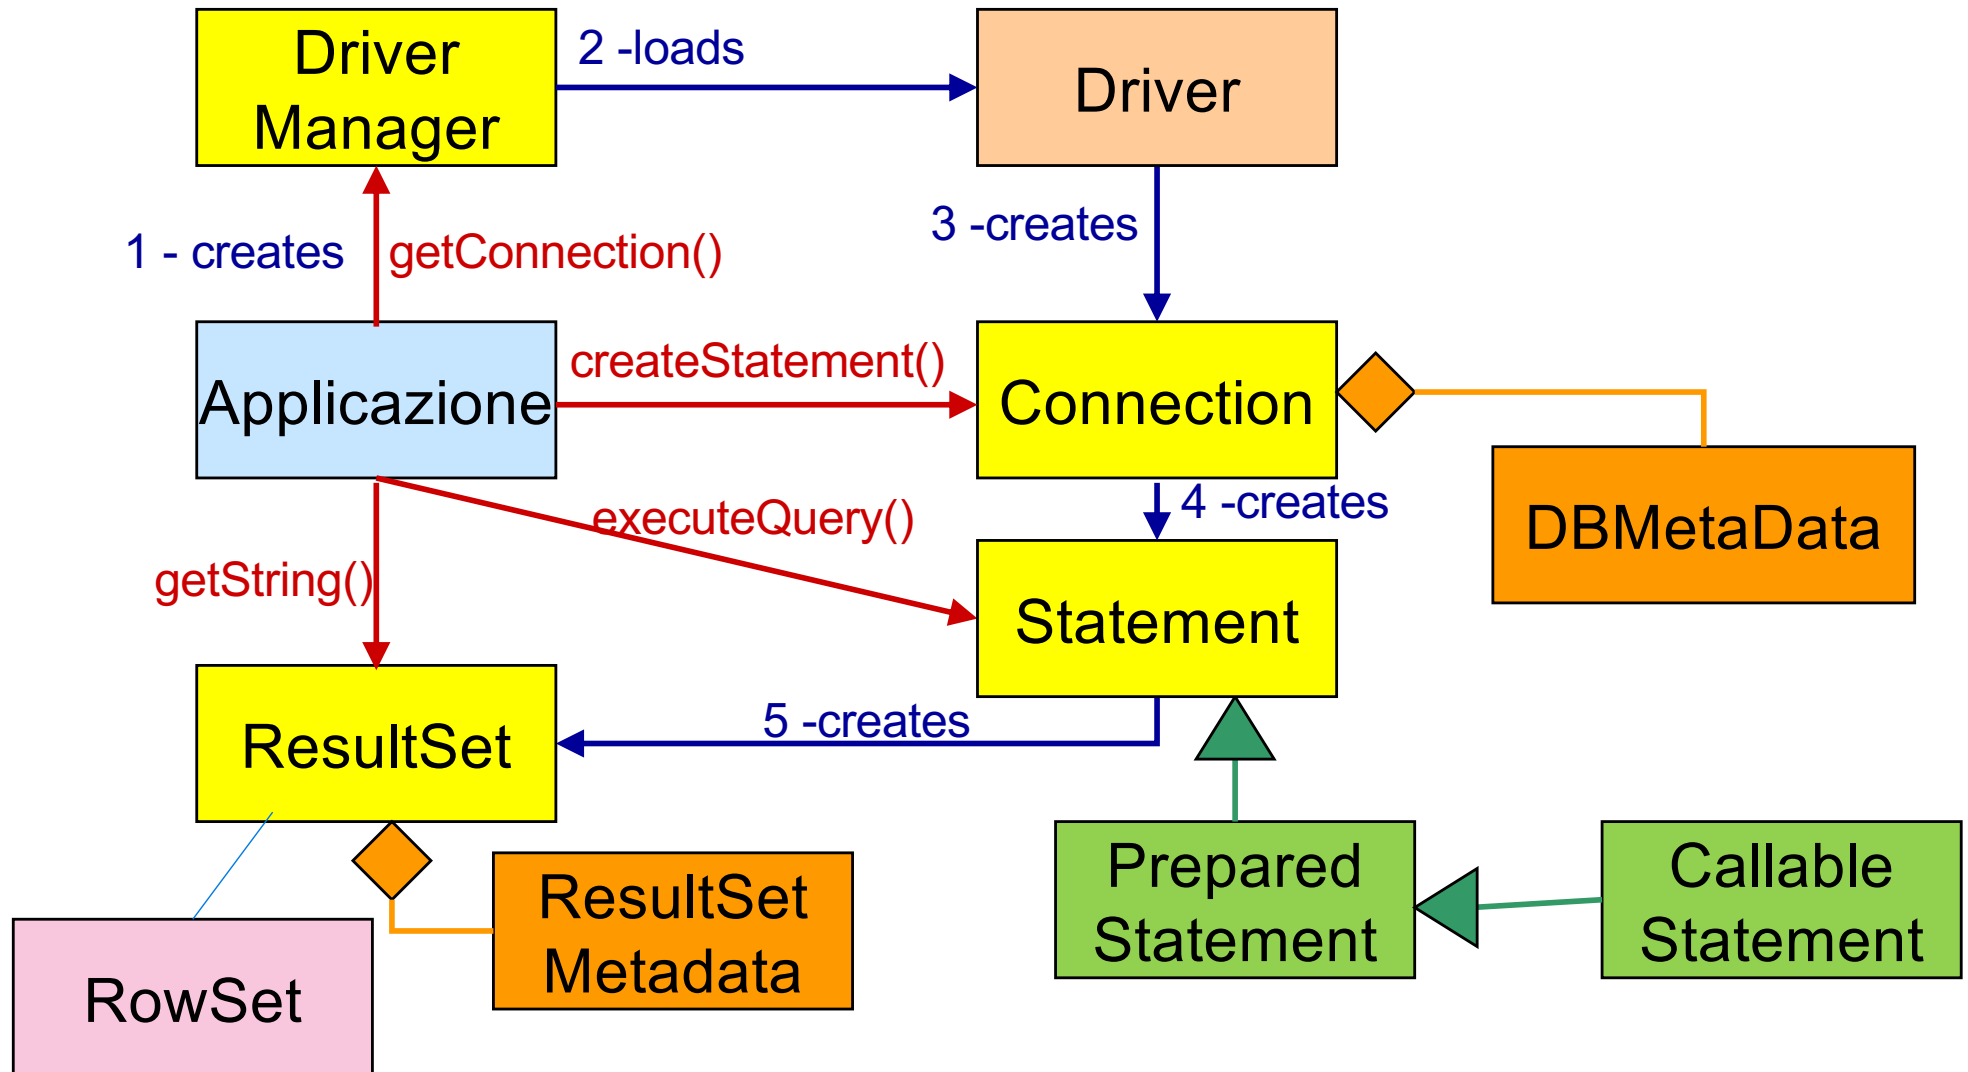 Driver
Manager
2 -loads
Driver
1 - creates
getConnection()
3 -creates
Applicazione
createStatement()
Connection
4 -creates
DBMetaData
executeQuery()
getString()
Statement
ResultSet
5 -creates
ResultSet
Metadata
Prepared
Statement
Callable
Statement
RowSet